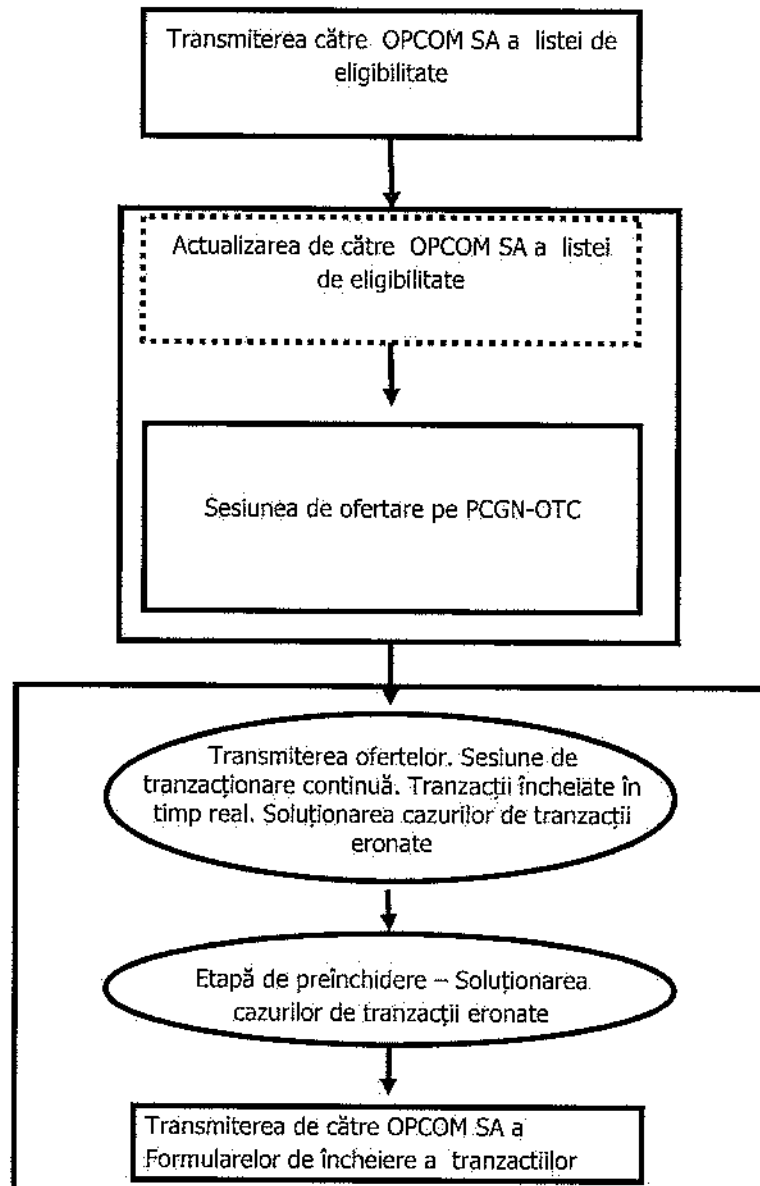 Transmiterea către OPCOM SA a listei de
eligibilitate
Actualizarea de către OPCOM SA a listei
de eligibilitate
Sesiunea de ofertare pe PCGN-OTC
Transmiterea ofertelor. Sesiune de
tranzacționare continuă. Tranzacții încheiate în
timp real. Soluționarea cazurilor de tranzacții
eronate
Etapă de preînchidere – Soluționarea
cazurilor de tranzacții eronate
Transmiterea de către OPCOM SA a
Formularelor de încheiere a tranzactiilor